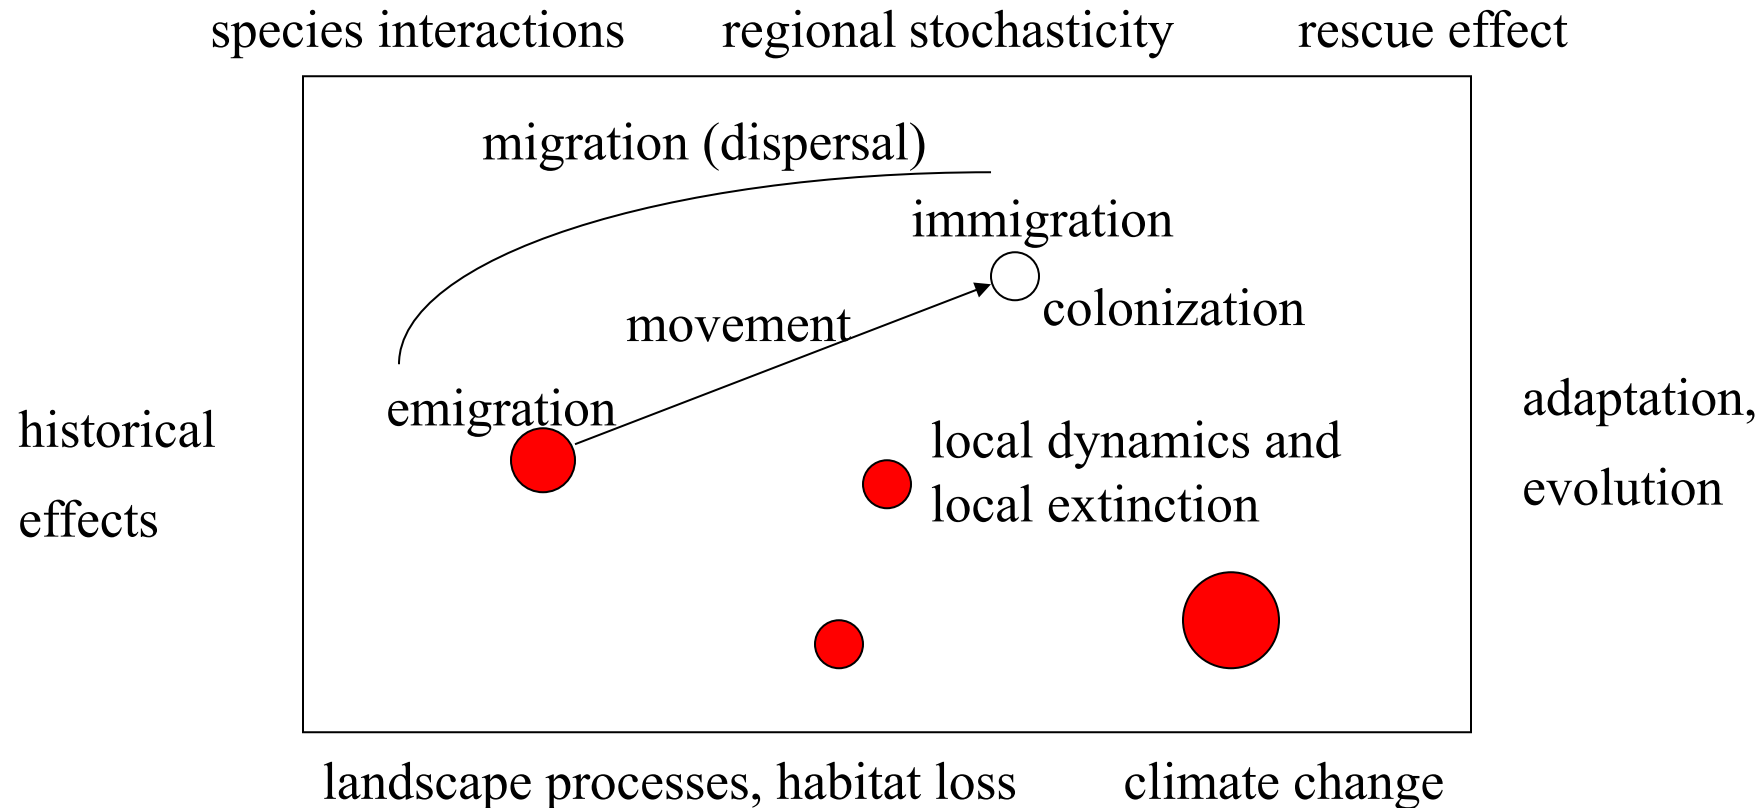 species interactions
regional stochasticity
rescue effect
migration (dispersal)
immigration
colonization
movement
emigration
local dynamics and
local extinction
historical
effects
adaptation,
evolution
landscape processes, habitat loss
climate change